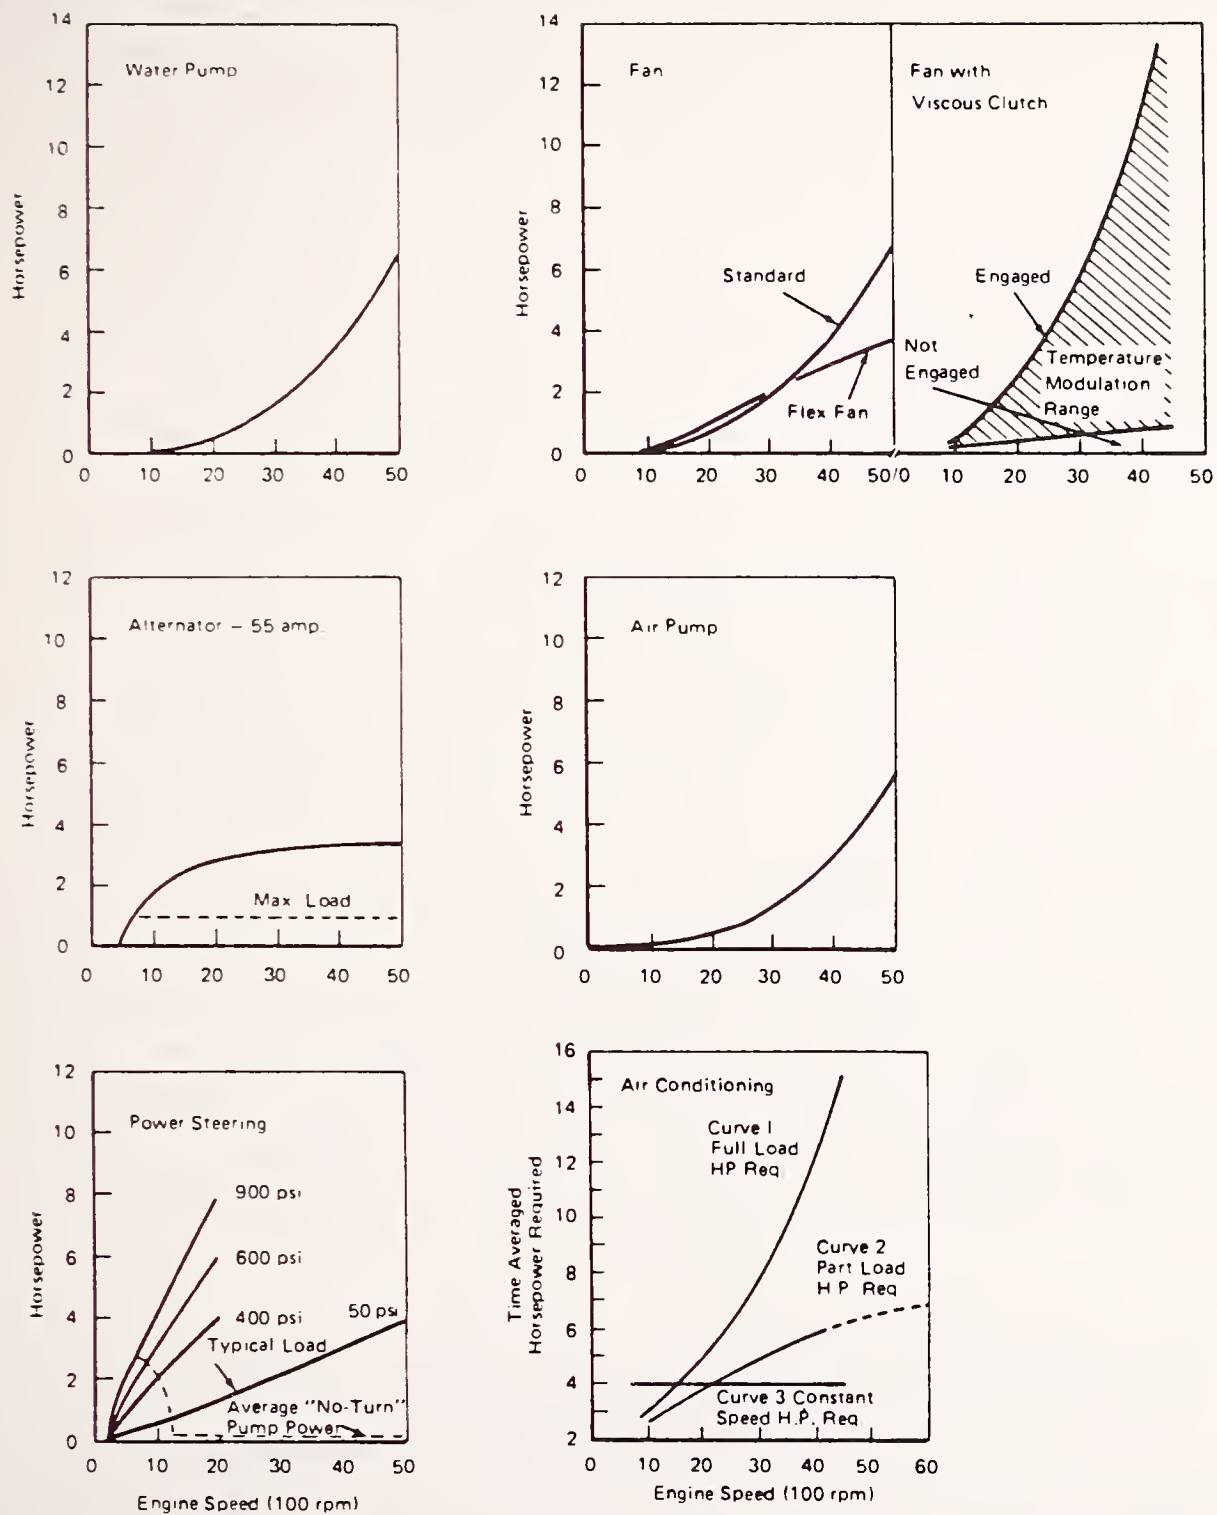 14
12
10
8
6
4
2
0
Horsepower
Water Pump
10 20 30 40 50
14
12
10
8
6
4
2
0
Horsepower
Fan
Standard
Flex Fan
10 20 30 40 50/0
Fan with
Viscous Clutch
Engaged
Not
Engaged
Temperature
Modulation
Range
10 20 30 40 50
12
10
8
6
4
2
0
Horsepower
Alternator – 55 amp.
Max Load
0 10 20 30 40 50
12
10
8
6
4
2
0
Horsepower
Air Pump
0 10 20 30 40 50
12
10
8
6
4
2
0
Horsepower
Power Steering
900 psi
600 psi
400 psi
50 psi
Typical Load
Average "No-Turn"
Pump Power
0 10 20 30 40 50
Engine Speed (100 rpm)
16
14
12
10
8
6
4
2
Time Averaged
Horsepower Required
Air Conditioning
Curve 1
Full Load
HP Req
Curve 2
Part Load
H P Req
Curve 3 Constant
Speed H.P. Req
0 10 20 30 40 50 60
Engine Speed (100 rpm)